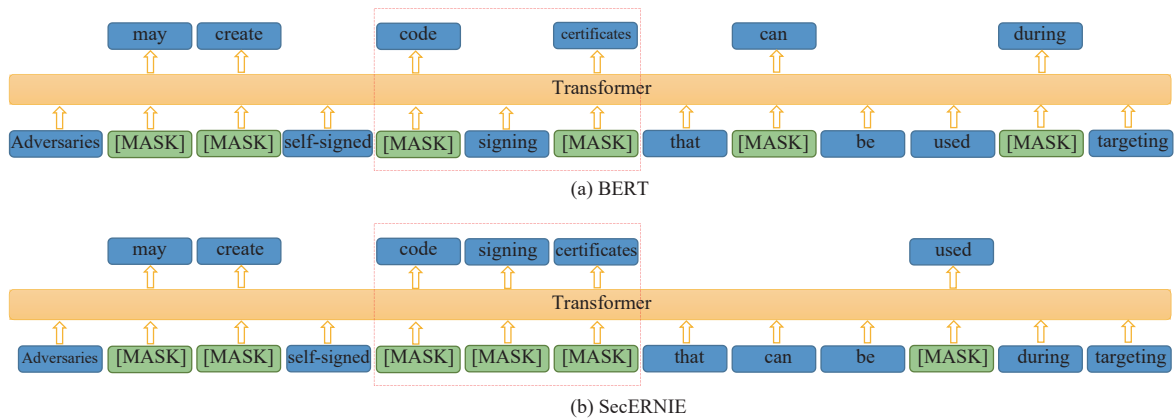 may create code certificates can during
Transformer
Adversaries [MASK] [MASK] self-signed [MASK] signing [MASK] that [MASK] be used [MASK] targeting
(a) BERT
may create code signing certificates used
Transformer
Adversaries [MASK] [MASK] self-signed [MASK] [MASK] [MASK] that can be [MASK] during targeting
(b) SecERNIE